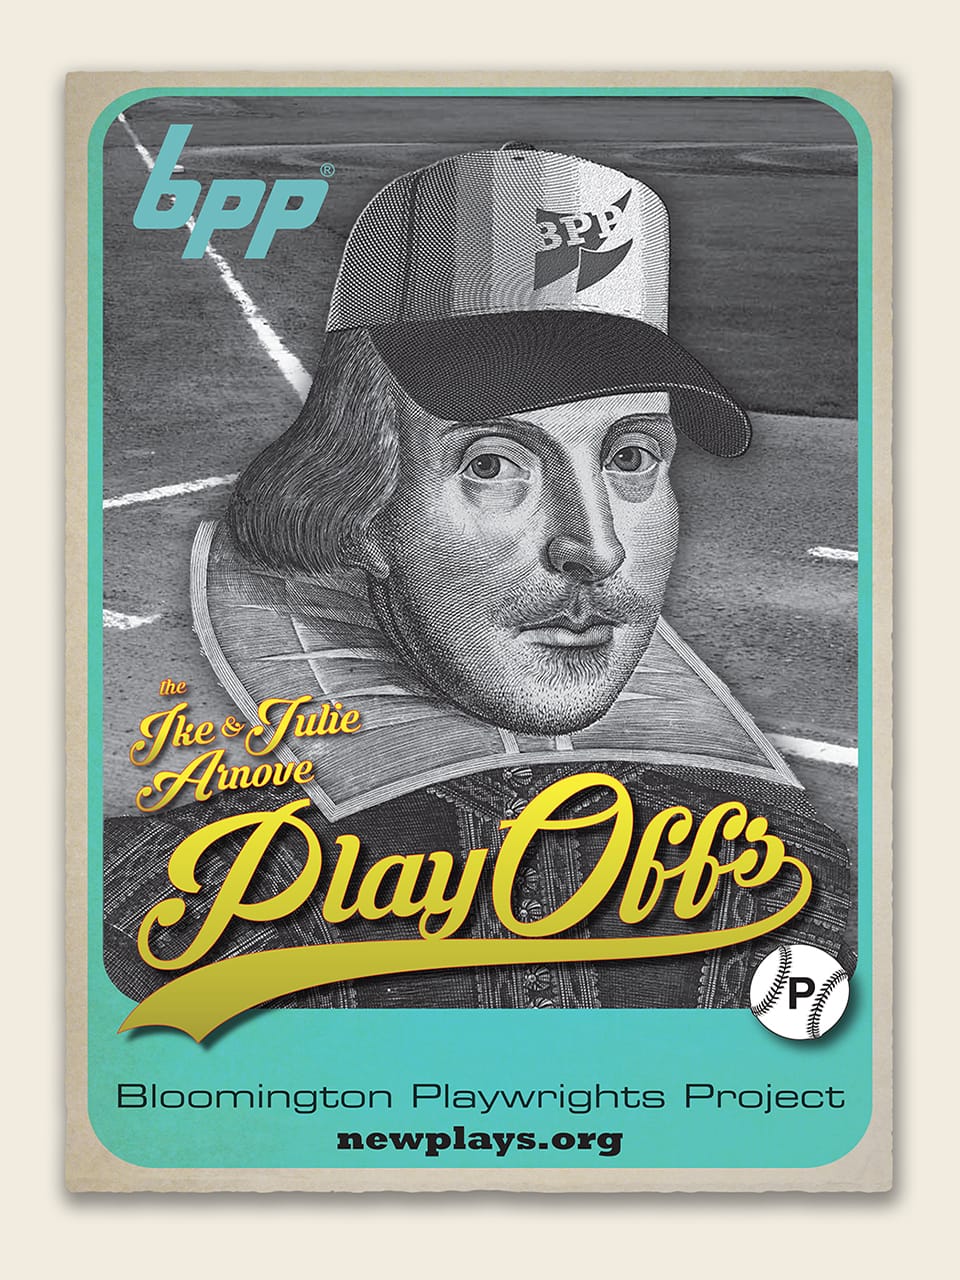 bpp®
BPP
the
Ike & Julie
Arnove
PlayOffs
P
Bloomington Playwrights Project
newplays.org